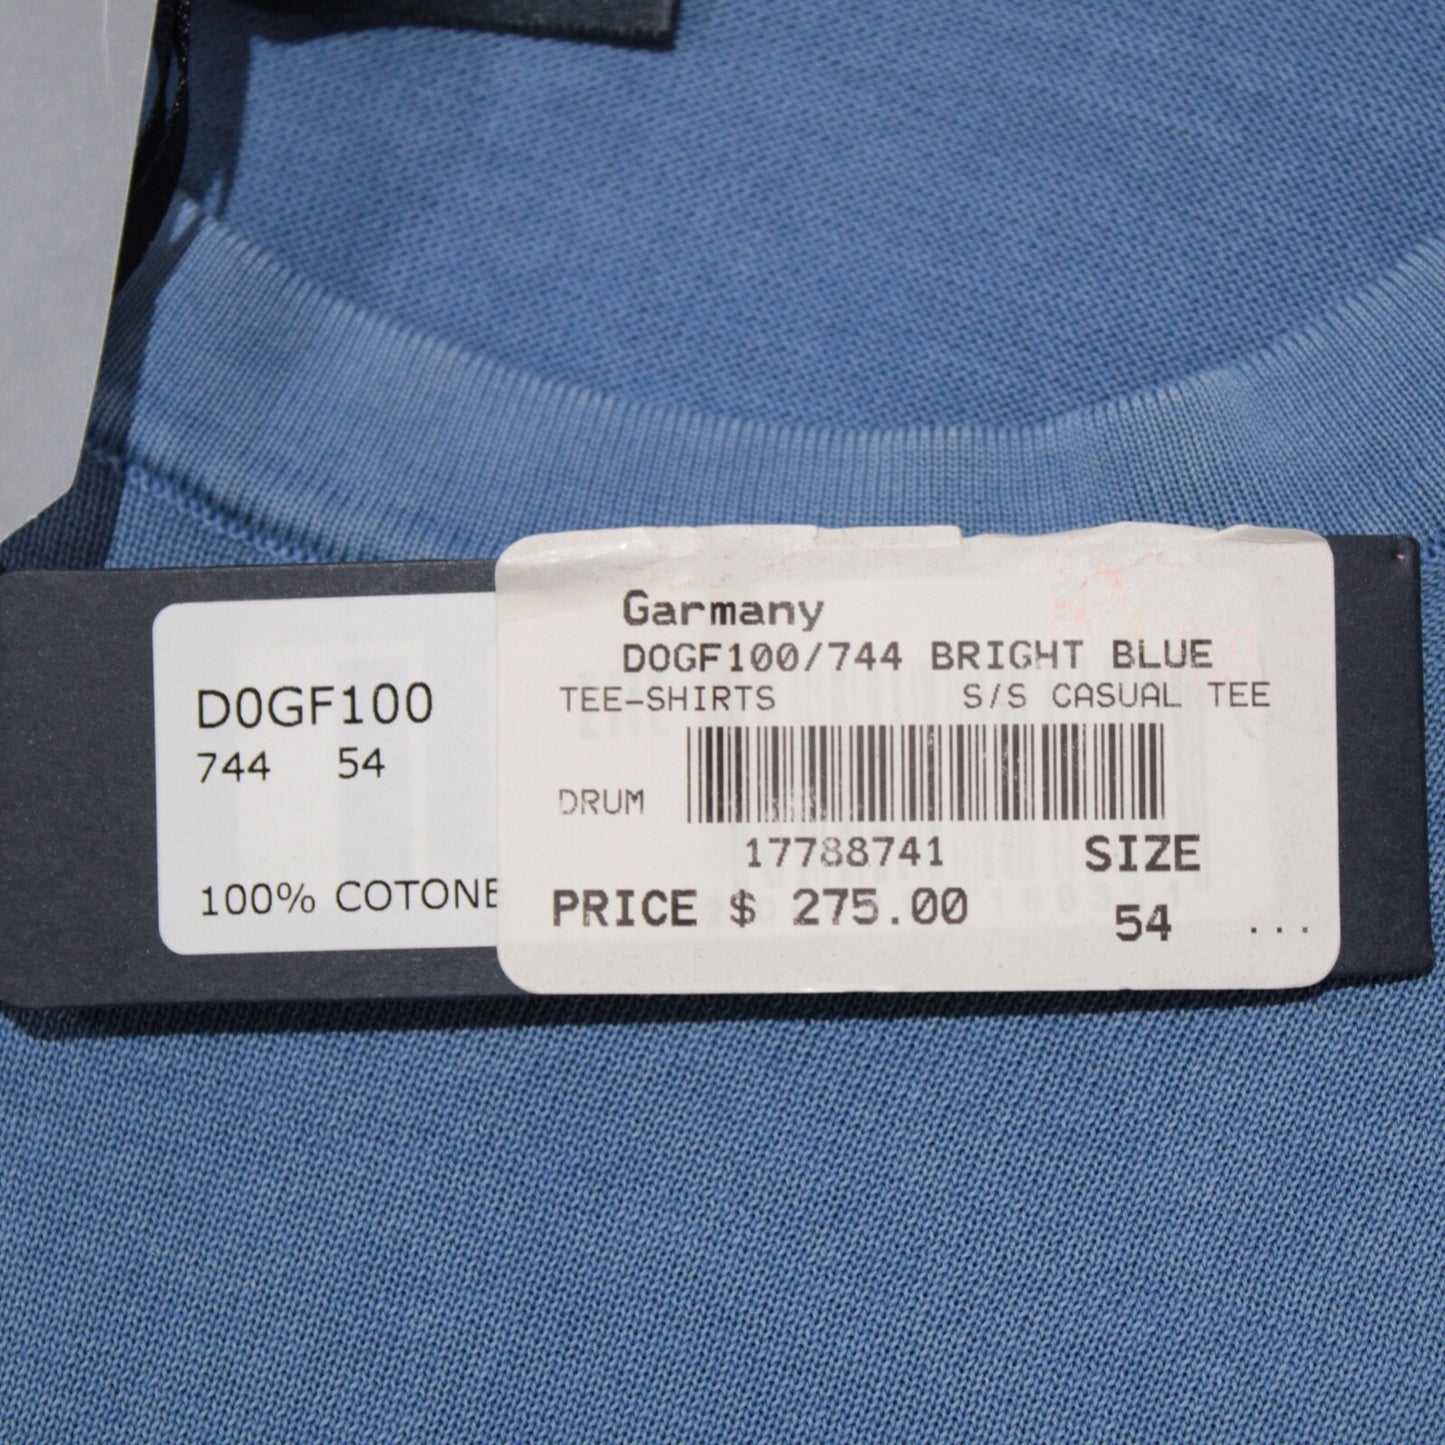 D0GF100
744 54
100% COTONE
Garmany
D0GF100/744 BRIGHT BLUE
TEE-SHIRTS S/S CASUAL TEE
DRUM
17788741 SIZE
PRICE $ 275.00 54 ...